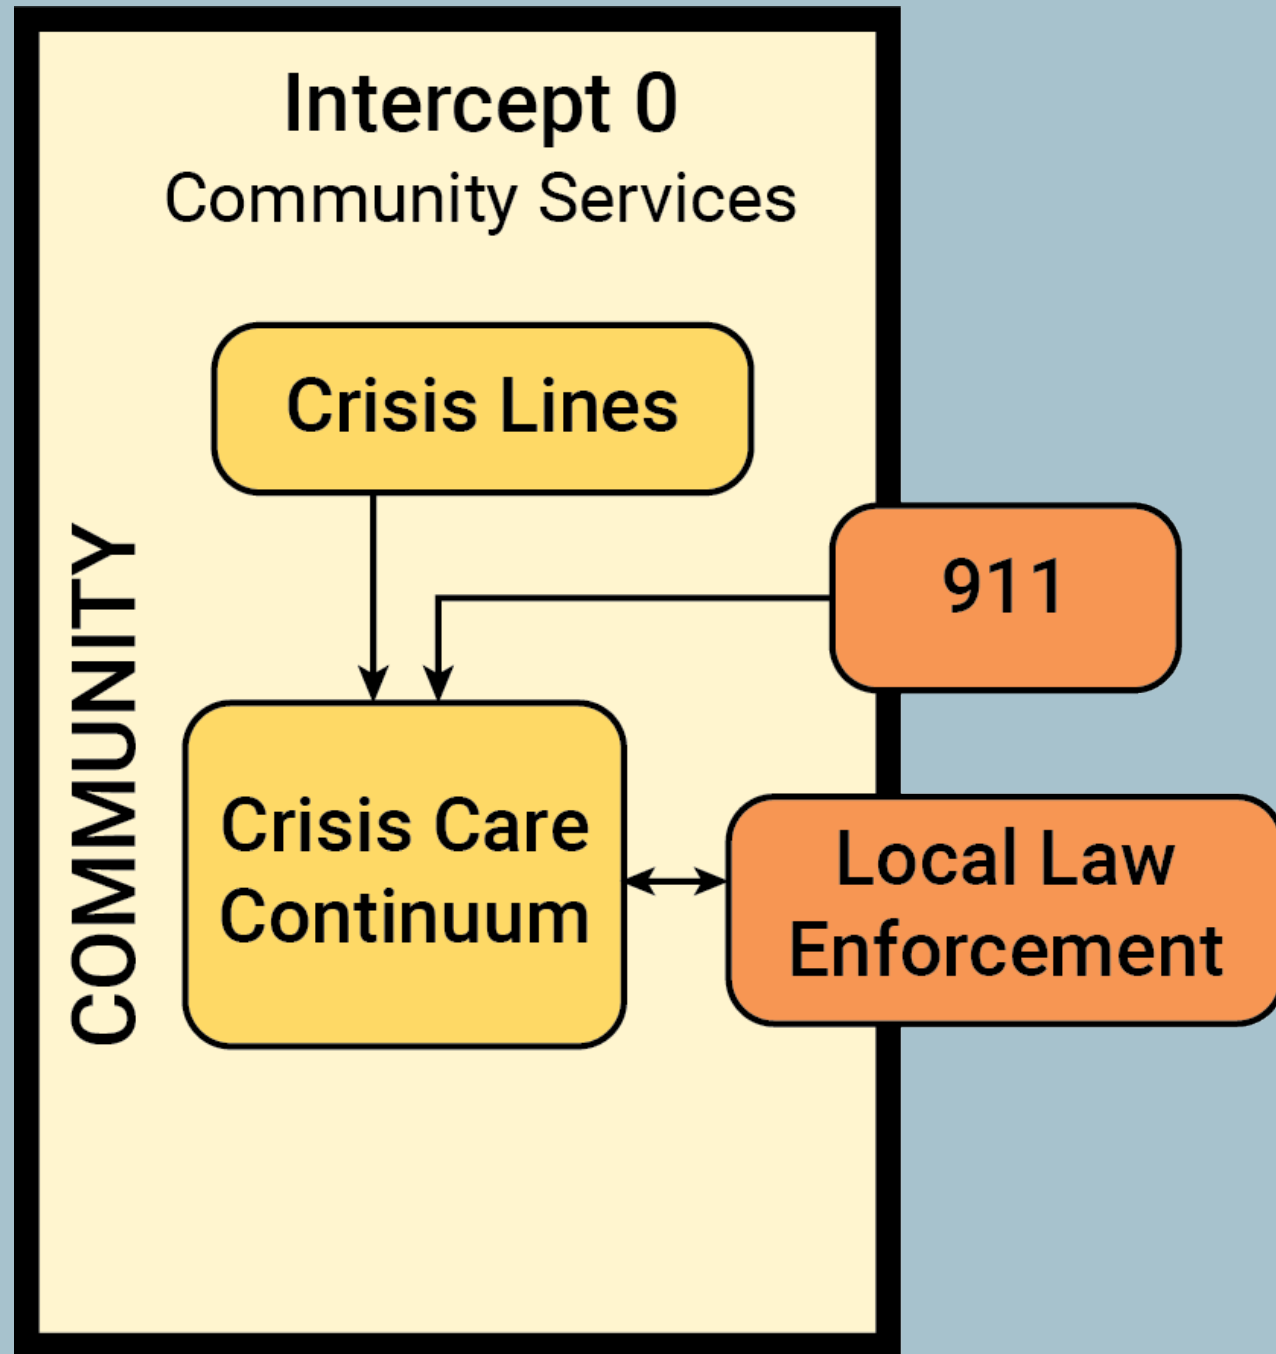 Intercept 0
Community Services
Crisis Lines
911
COMMUNITY
Crisis Care
Continuum
Local Law
Enforcement